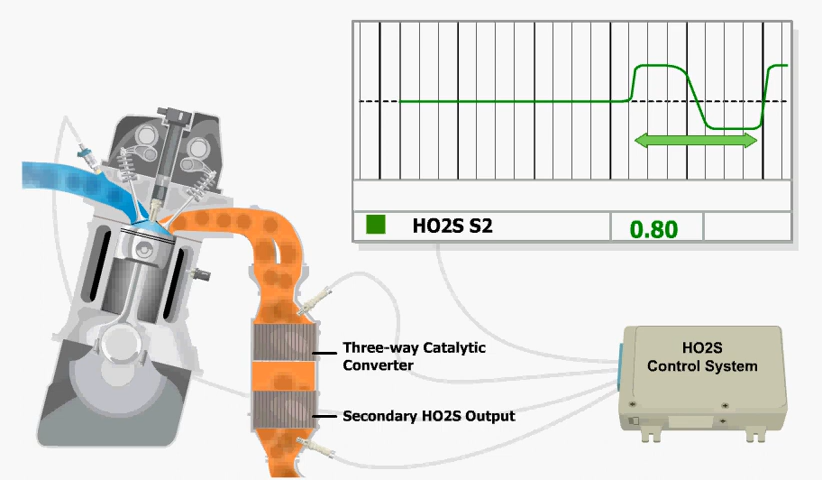 HO2S S2
0.80
HO2S
Control System
Three-way Catalytic
Converter
Secondary HO2S Output